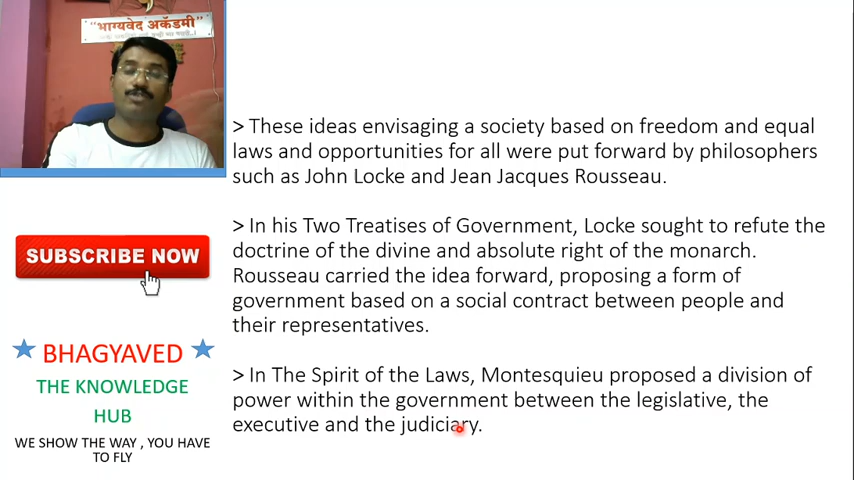 "भाग्यवेद अकॅडमी"
> These ideas envisaging a society based on freedom and equal
laws and opportunities for all were put forward by philosophers
such as John Locke and Jean Jacques Rousseau.
> In his Two Treatises of Government, Locke sought to refute the
doctrine of the divine and absolute right of the monarch.
Rousseau carried the idea forward, proposing a form of
government based on a social contract between people and
their representatives.
> In The Spirit of the Laws, Montesquieu proposed a division of
power within the government between the legislative, the
executive and the judiciary.
SUBSCRIBE NOW
BHAGYAVED
THE KNOWLEDGE
HUB
WE SHOW THE WAY , YOU HAVE
TO FLY